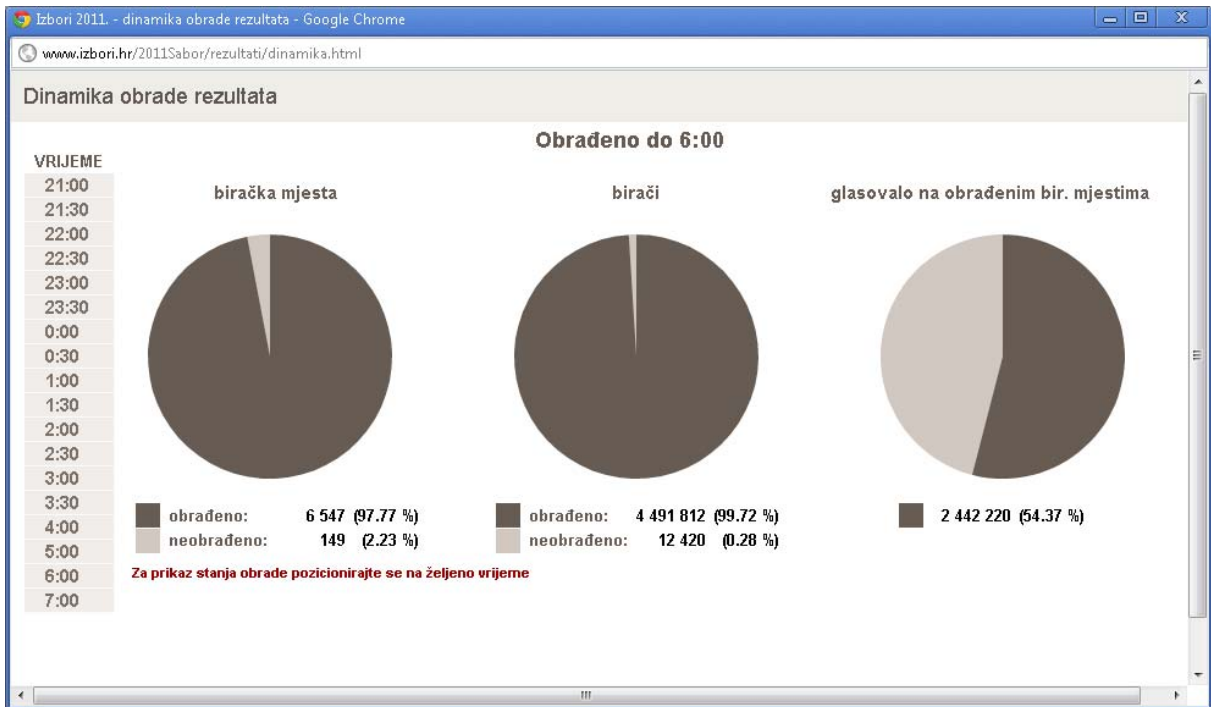 Izbori 2011. - dinamika obrade rezultata - Google Chrome
www.izbori.hr/2011Sabor/rezultati/dinamika.html
Dinamika obrade rezultata
Obrađeno do 6:00
VRIJEME
21:00
21:30
22:00
22:30
23:00
23:30
0:00
0:30
1:00
1:30
2:00
2:30
3:00
3:30
4:00
5:00
6:00
7:00
biračka mjesta
obrađeno: 6 547 (97.77 %)
neobrađeno: 149 (2.23 %)
birači
obrađeno: 4 491 812 (99.72 %)
neobrađeno: 12 420 (0.28 %)
glasovalo na obrađenim bir. mjestima
2 442 220 (54.37 %)
Za prikaz stanja obrade pozicionirajte se na željeno vrijeme